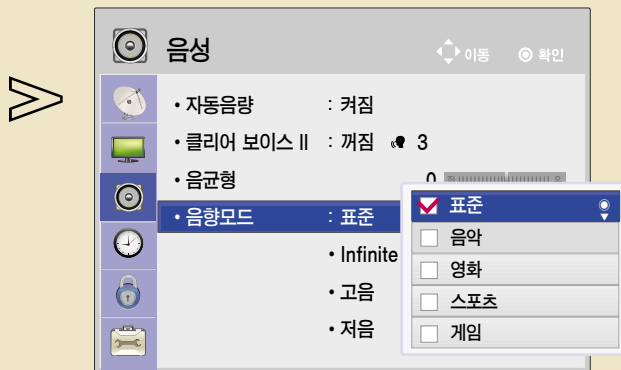 음성 이동 확인
• 자동음량 : 켜짐
• 클리어 보이스 II : 꺼짐 3
• 음균형 0 좌 우
• 음향모드 : 표준
• Infinite
• 고음
• 저음
표준
음악
영화
스포츠
게임